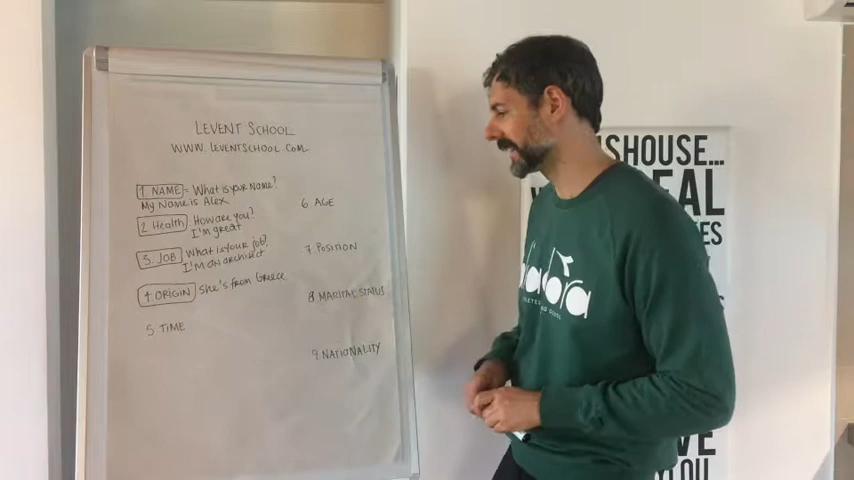 LEVENT SCHOOL
WWW.LEVENTSCHOOL.COM
1. NAME = What is your name?
My Name is Alex
2 Health How are you?
I'm great
3. JOB What is your job?
I'm an architect
4. ORIGIN She's from Greece
5. TIME
6 AGE
7. POSITION
8 MARITAL STATUS
9. NATIONALITY
diadora
SHOUSE...
EAL
ES
VE
YOU